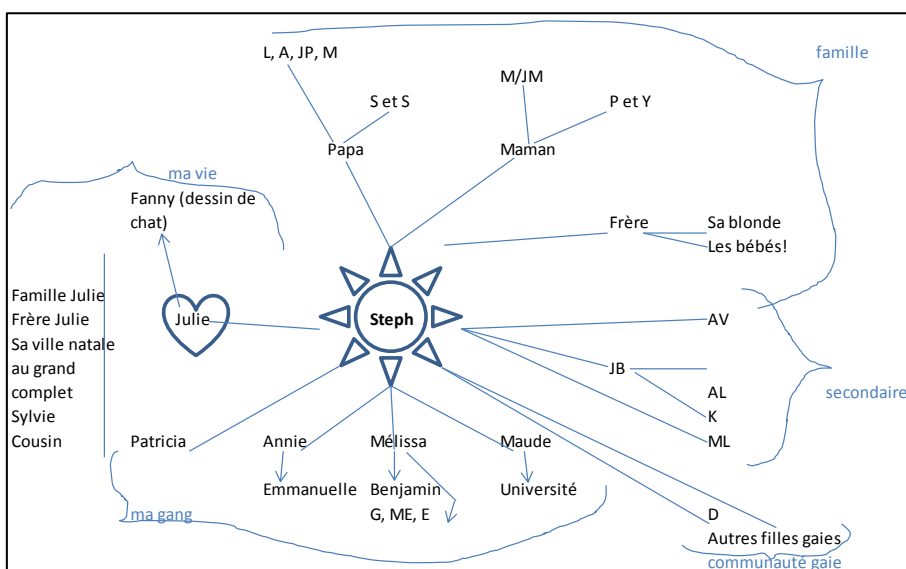 L, A, JP, M
famille
M/JM
S et S
P et Y
Papa
Maman
ma vie
Fanny (dessin de
chat)
Frère
Sa blonde
Les bébés!
Famille Julie
Frère Julie
Sa ville natale
au grand
complet
Sylvie
Cousin
Julie
Steph
AV
JB
AL
K
ML
secondaire
Patricia
Annie
Mélissa
Maude
Emmanuelle
Benjamin
G, ME, E
Université
ma gang
D
Autres filles gaies
communauté gaie